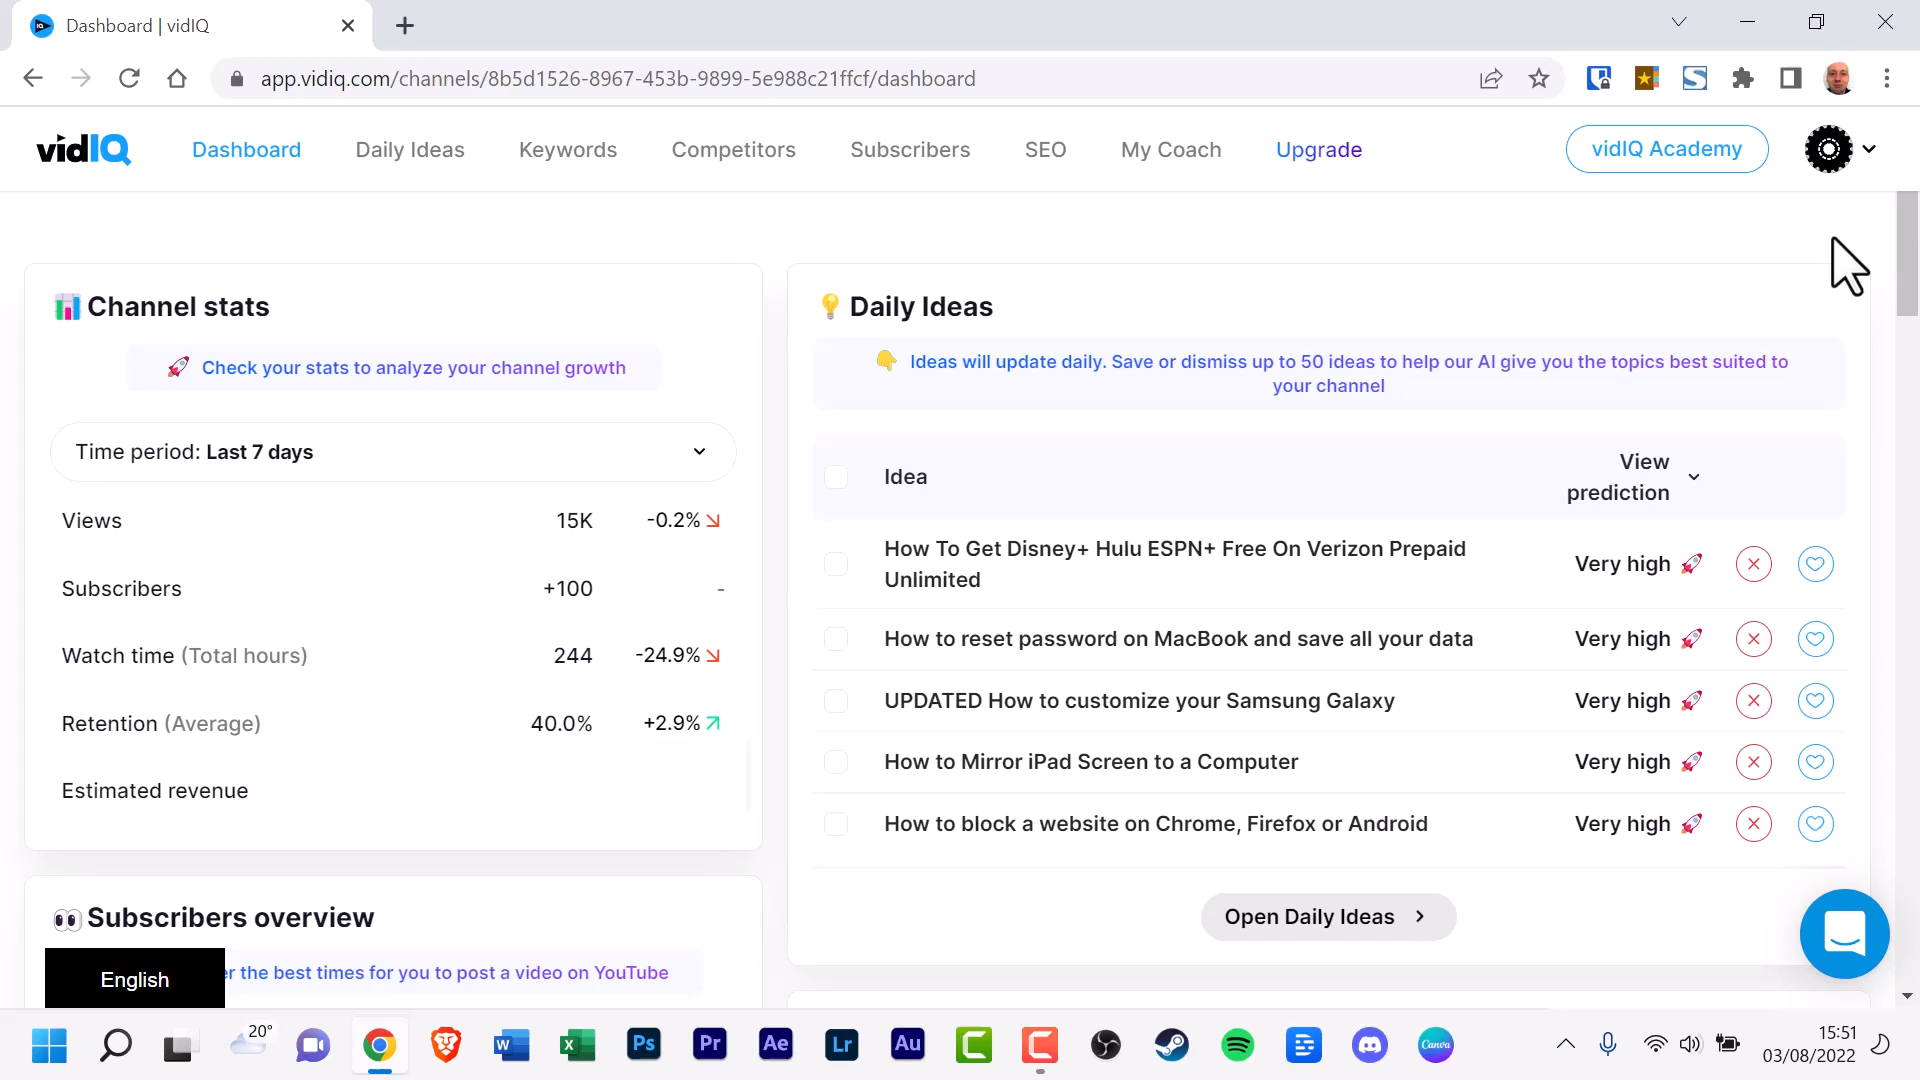 Dashboard | vidIQ
app.vidiq.com/channels/8b5d1526-8967-453b-9899-5e988c21ffcf/dashboard
vidIQ
Dashboard
Daily Ideas
Keywords
Competitors
Subscribers
SEO
My Coach
Upgrade
vidIQ Academy
Channel stats
Check your stats to analyze your channel growth
Time period: Last 7 days
Views 15K -0.2%
Subscribers +100 -
Watch time (Total hours) 244 -24.9%
Retention (Average) 40.0% +2.9%
Estimated revenue
Subscribers overview
the best times for you to post a video on YouTube
English
Daily Ideas
Ideas will update daily. Save or dismiss up to 50 ideas to help our AI give you the topics best suited to
your channel
Idea
View
prediction
How To Get Disney+ Hulu ESPN+ Free On Verizon Prepaid
Unlimited
Very high
How to reset password on MacBook and save all your data
Very high
UPDATED How to customize your Samsung Galaxy
Very high
How to Mirror iPad Screen to a Computer
Very high
How to block a website on Chrome, Firefox or Android
Very high
Open Daily Ideas
20°
W
X
Ps
Pr
Ae
Lr
Au
Canva
15:51
03/08/2022